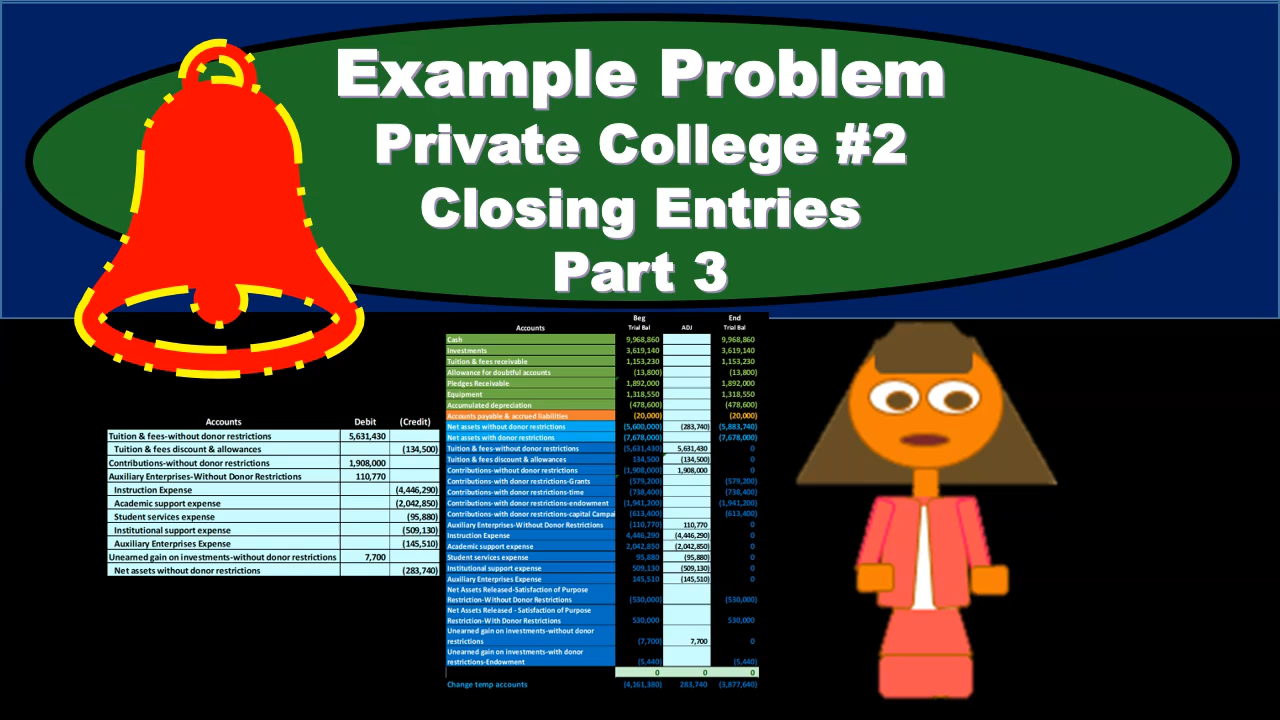 Example Problem
Private College #2
Closing Entries
Part 3
Accounts Debit (Credit)
Tuition & fees-without donor restrictions 5,631,430
Tuition & fees discount & allowances (134,500)
Contributions-without donor restrictions 1,908,000
Auxiliary Enterprises-Without Donor Restrictions 110,770
Instruction Expense (4,446,290)
Academic support expense (2,042,850)
Student services expense (95,880)
Institutional support expense (509,130)
Auxiliary Enterprises Expense (145,510)
Unearned gain on investments-without donor restrictions 7,700
Net assets without donor restrictions (283,740)
Beg End
Accounts Trial Bal ADJ Trial Bal
Cash 9,968,860 9,968,860
Investments 3,619,140 3,619,140
Tuition & fees receivable 1,153,230 1,153,230
Allowance for doubtful accounts (13,800) (13,800)
Pledges Receivable 1,892,000 1,892,000
Equipment 1,318,550 1,318,550
Accumulated depreciation (478,600) (478,600)
Accounts payable & accrued liabilities (20,000) (20,000)
Net assets without donor restrictions (5,600,000) (283,740) (5,883,740)
Net assets with donor restrictions (7,678,000) (7,678,000)
Tuition & fees-without donor restrictions (5,631,430) 5,631,430 0
Tuition & fees discount & allowances 134,500 (134,500) 0
Contributions-without donor restrictions (1,908,000) 1,908,000 0
Contributions-with donor restrictions-Grants (579,200) (579,200)
Contributions-with donor restrictions-time (738,400) (738,400)
Contributions-with donor restrictions-endowment (1,941,200) (1,941,200)
Contributions-with donor restrictions-capital Campai (613,400) (613,400)
Auxiliary Enterprises-Without Donor Restrictions (110,770) 110,770 0
Instruction Expense 4,446,290 (4,446,290) 0
Academic support expense 2,042,850 (2,042,850) 0
Student services expense 95,880 (95,880) 0
Institutional support expense 509,130 (509,130) 0
Auxiliary Enterprises Expense 145,510 (145,510) 0
Net Assets Released-Satisfaction of Purpose
Restriction-Without Donor Restrictions (530,000) (530,000)
Net Assets Released - Satisfaction of Purpose
Restriction-With Donor Restrictions 530,000 530,000
Unearned gain on investments-without donor
restrictions (7,700) 7,700 0
Unearned gain on investments-with donor
restrictions-Endowment (5,440) (5,440)
0 0 0
Change temp accounts (4,161,380) 283,740 (3,877,640)